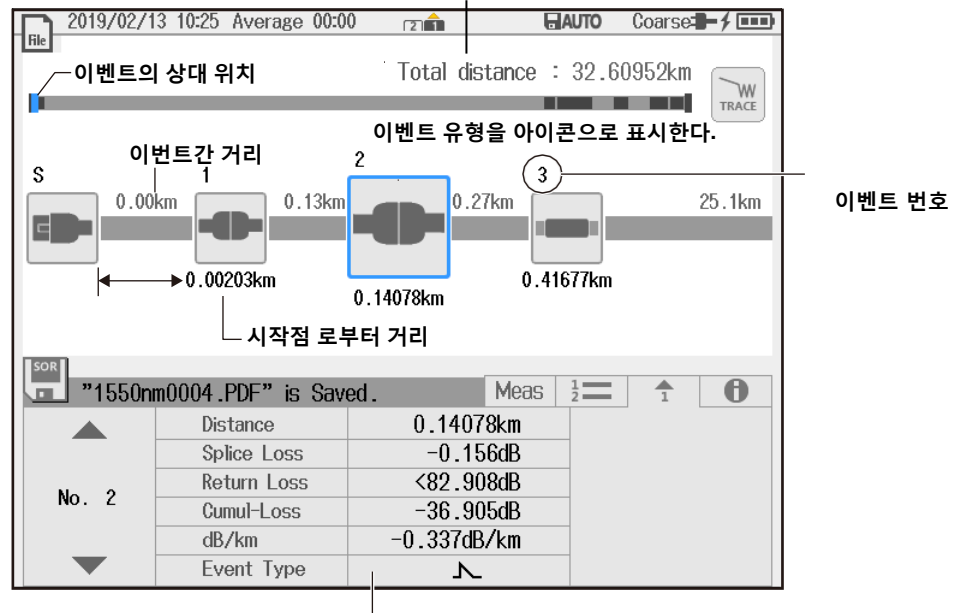 2019/02/13 10:25 Average 00:00 2 1 AUTO Coarse
File
이벤트의 상대 위치 Total distance : 32.60952km
TRACE
이벤트 유형을 아이콘으로 표시한다.
이번트간 거리
S 1 2 3
0.00km 0.13km 0.27km 25.1km 이벤트 번호
0.00203km 0.14078km 0.41677km
시작점 로부터 거리
SOR
"1550nm0004.PDF" is Saved. Meas 1 2 1
Distance 0.14078km
Splice Loss -0.156dB
Return Loss <82.908dB
No. 2
Cumul-Loss -36.905dB
dB/km -0.337dB/km
Event Type